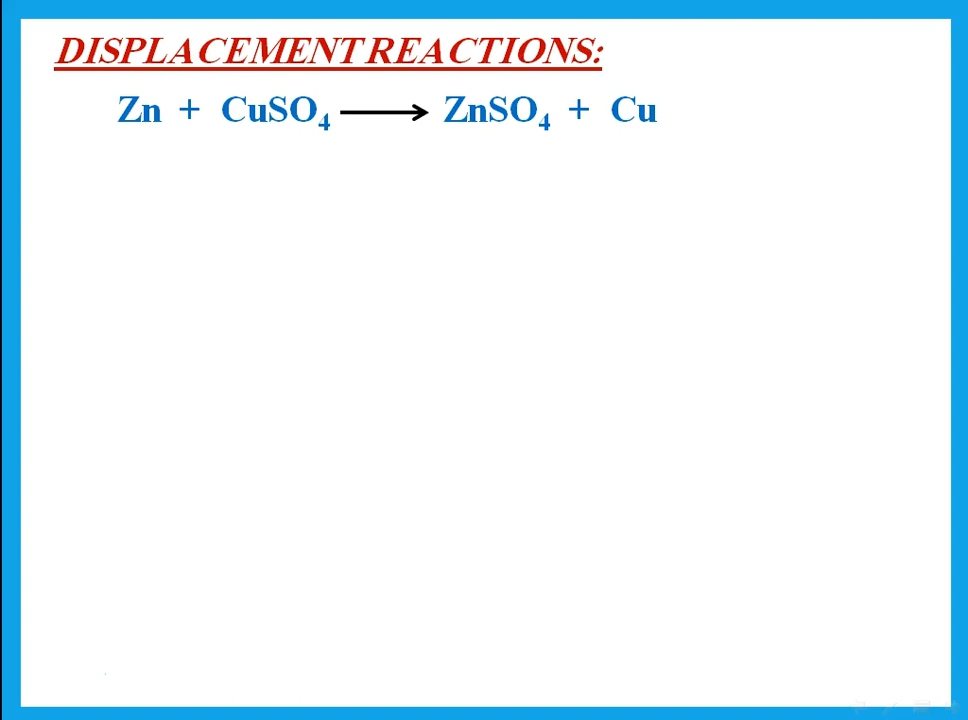 DISPLACEMENT REACTIONS:
Zn + CuSO₄ ⟶ ZnSO₄ + Cu